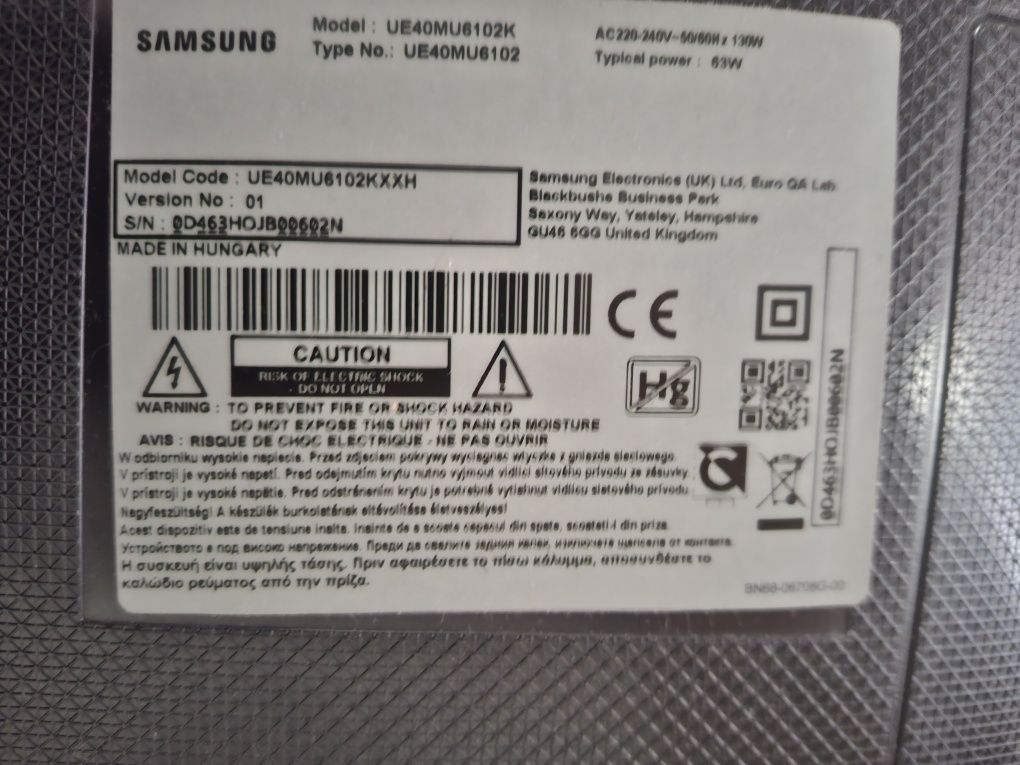 SAMSUNG
Model : UE40MU6102K
Type No.: UE40MU6102
AC220-240V~50/60Hz 130W
Typical power : 63W
Model Code : UE40MU6102KXXH
Version No : 01
S/N : 0D463HOJB00602N
MADE IN HUNGARY
Samsung Electronics (UK) Ltd, Euro QA Lab.
Blackbushe Business Park
Saxony Way, Yateley, Hampshire
GU46 6GG United Kingdom
CE
CAUTION
RISK OF ELECTRIC SHOCK
- DO NOT OPEN
Hg
WARNING : TO PREVENT FIRE OR SHOCK HAZARD
DO NOT EXPOSE THIS UNIT TO RAIN OR MOISTURE
AVIS : RISQUE DE CHOC ELECTRIQUE - NE PAS OUVRIR
W odbiorniku wysokie napiecie. Przed zdjeciem pokrywy wyciagnac wtyczke z gniazda sieciowego.
V prístroji je vysoké napetí. Pred odejmutím krytu nutno vyjmout vidlici sítového prívodu ze zásuvky.
V prístroji je vysoké napätie. Pred odstránením krytu je potrebné vytiahnut vidlicu sietového prívodu.
Nagyfeszültség! A készülék burkolatának eltávolítása életveszélyes!
Acest dispozitiv este de tensiune inalta. Inainte de a scoate capacul din spate, scoateti-l din priza.
Устройството е под високо напрежение. Преди да свалите задния капак, изключете щепсела от контакта.
Η συσκευή είναι υψηλής τάσης. Πριν αφαιρέσετε το πίσω κάλυμμα, αποσυνδέστε το
καλώδιο ρεύματος από την πρίζα.
0D463HOJB00602N
BN68-06708G-00